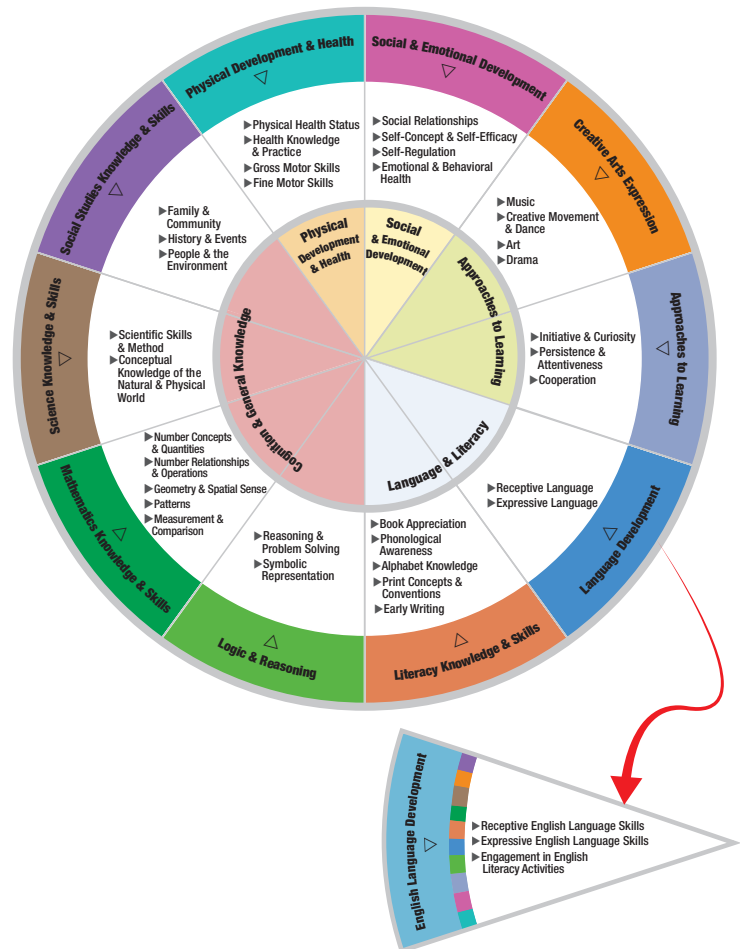 Physical Development & Health
▶Physical Health Status
▶Health Knowledge
& Practice
▶Gross Motor Skills
▶Fine Motor Skills
Social & Emotional Development
▶Social Relationships
▶Self-Concept & Self-Efficacy
▶Self-Regulation
▶Emotional & Behavioral
Health
Creative Arts Expression
▶Music
▶Creative Movement
& Dance
▶Art
▶Drama
Approaches to Learning
▶Initiative & Curiosity
▶Persistence &
Attentiveness
▶Cooperation
Language Development
▶Receptive Language
▶Expressive Language
Literacy Knowledge & Skills
▶Book Appreciation
▶Phonological
Awareness
▶Alphabet Knowledge
▶Print Concepts &
Conventions
▶Early Writing
Logic & Reasoning
▶Reasoning &
Problem Solving
▶Symbolic
Representation
Mathematics Knowledge & Skills
▶Number Concepts
& Quantities
▶Number Relationships
& Operations
▶Geometry & Spatial Sense
▶Patterns
▶Measurement &
Comparison
Science Knowledge & Skills
▶Scientific Skills
& Method
▶Conceptual
Knowledge of the
Natural & Physical
World
Social Studies Knowledge & Skills
▶Family &
Community
▶History & Events
▶People & the
Environment
Physical
Development
& Health
Social
& Emotional
Development
Approaches to Learning
Language & Literacy
Cognition & General Knowledge
English Language Development
▶Receptive English Language Skills
▶Expressive English Language Skills
▶Engagement in English
Literacy Activities